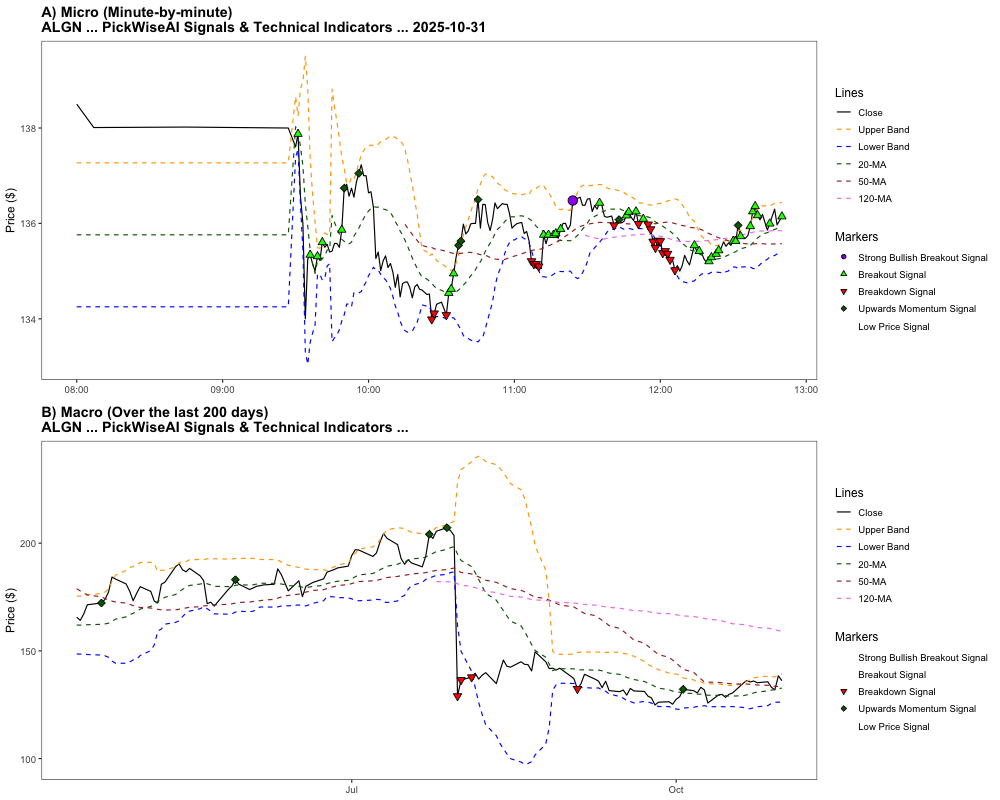 A) Micro (Minute-by-minute)
ALGN ... PickWiseAI Signals & Technical Indicators ... 2025-10-31
Price ($)
138
136
134
08:00
09:00
10:00
11:00
12:00
13:00
Lines
Close
Upper Band
Lower Band
20-MA
50-MA
120-MA
Markers
Strong Bullish Breakout Signal
Breakout Signal
Breakdown Signal
Upwards Momentum Signal
Low Price Signal
B) Macro (Over the last 200 days)
ALGN ... PickWiseAI Signals & Technical Indicators ...
Price ($)
200
150
100
Jul
Oct
Lines
Close
Upper Band
Lower Band
20-MA
50-MA
120-MA
Markers
Strong Bullish Breakout Signal
Breakout Signal
Breakdown Signal
Upwards Momentum Signal
Low Price Signal